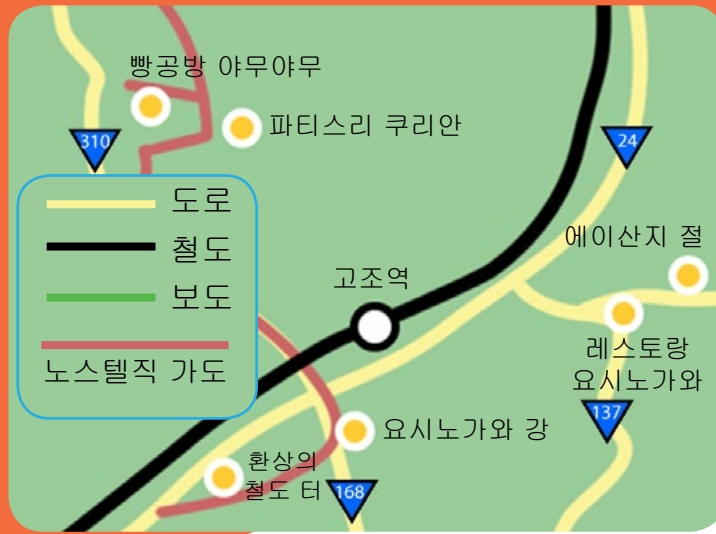 빵공방 야무야무
파티스리 쿠리안
310
24
도로
철도
보도
노스텔직 가도
에이산지 절
고조역
레스토랑
요시노가와
137
요시노가와 강
환상의
철도 터
168